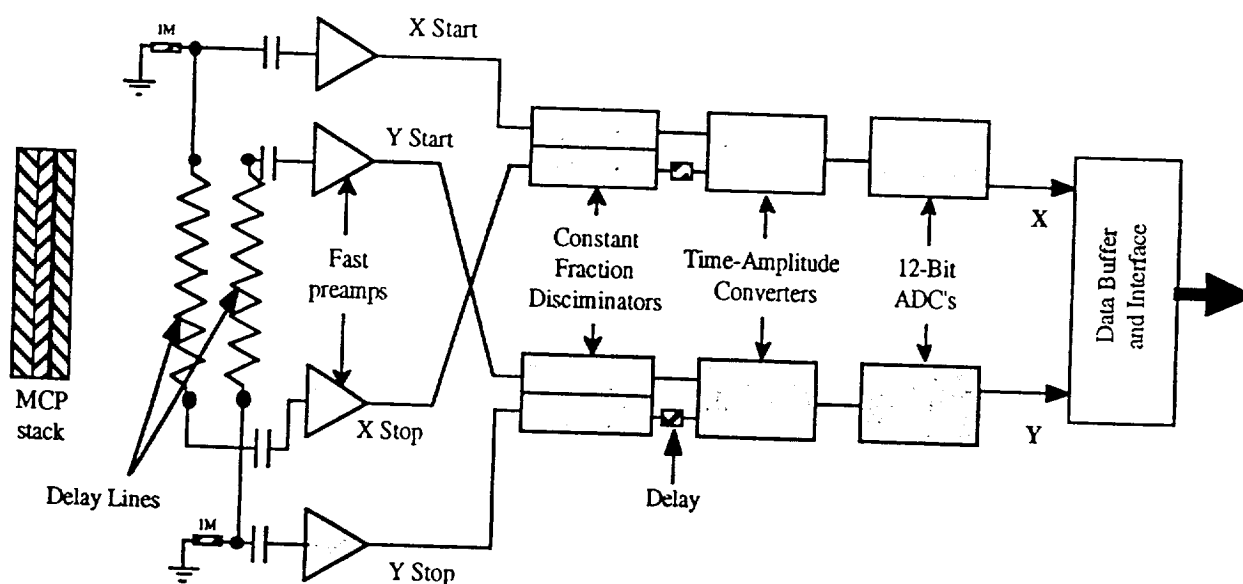 1M
X Start
Y Start
Fast
preamps
Constant
Fraction
Disciminators
Time-Amplitude
Converters
12-Bit
ADC's
X
Data Buffer
and Interface
MCP
stack
X Stop
Y
Delay Lines
Delay
1M
Y Stop